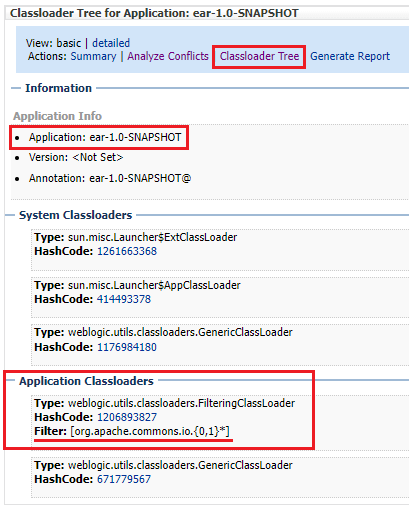 Classloader Tree for Application: ear-1.0-SNAPSHOT
View: basic | detailed
Actions: Summary | Analyze Conflicts Classloader Tree Generate Report
Information
Application Info
Application: ear-1.0-SNAPSHOT
Version: <Not Set>
Annotation: ear-1.0-SNAPSHOT@
System Classloaders
Type: sun.misc.Launcher$ExtClassLoader
HashCode: 1261663368
Type: sun.misc.Launcher$AppClassLoader
HashCode: 414493378
Type: weblogic.utils.classloaders.GenericClassLoader
HashCode: 1176984180
Application Classloaders
Type: weblogic.utils.classloaders.FilteringClassLoader
HashCode: 1206893827
Filter: [org.apache.commons.io.{0,1}*]
Type: weblogic.utils.classloaders.GenericClassLoader
HashCode: 671779567